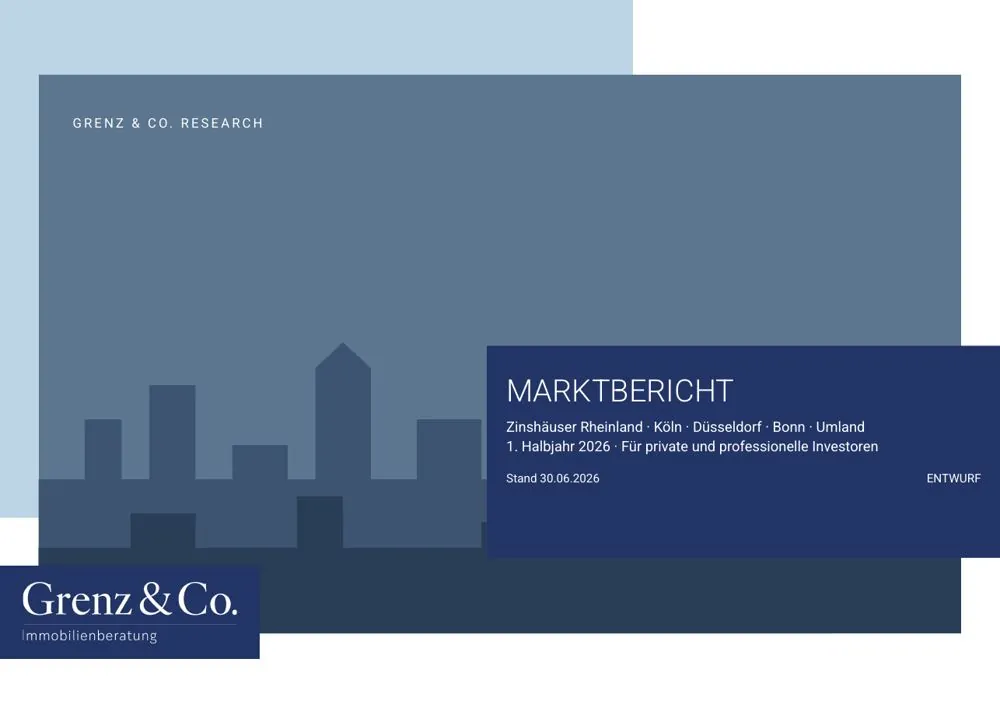 GRENZ & CO. RESEARCH
MARKTBERICHT
Zinshäuser Rheinland · Köln · Düsseldorf · Bonn · Umland
1. Halbjahr 2026 · Für private und professionelle Investoren
Stand 30.06.2026 ENTWURF
Grenz & Co.
Immobilienberatung